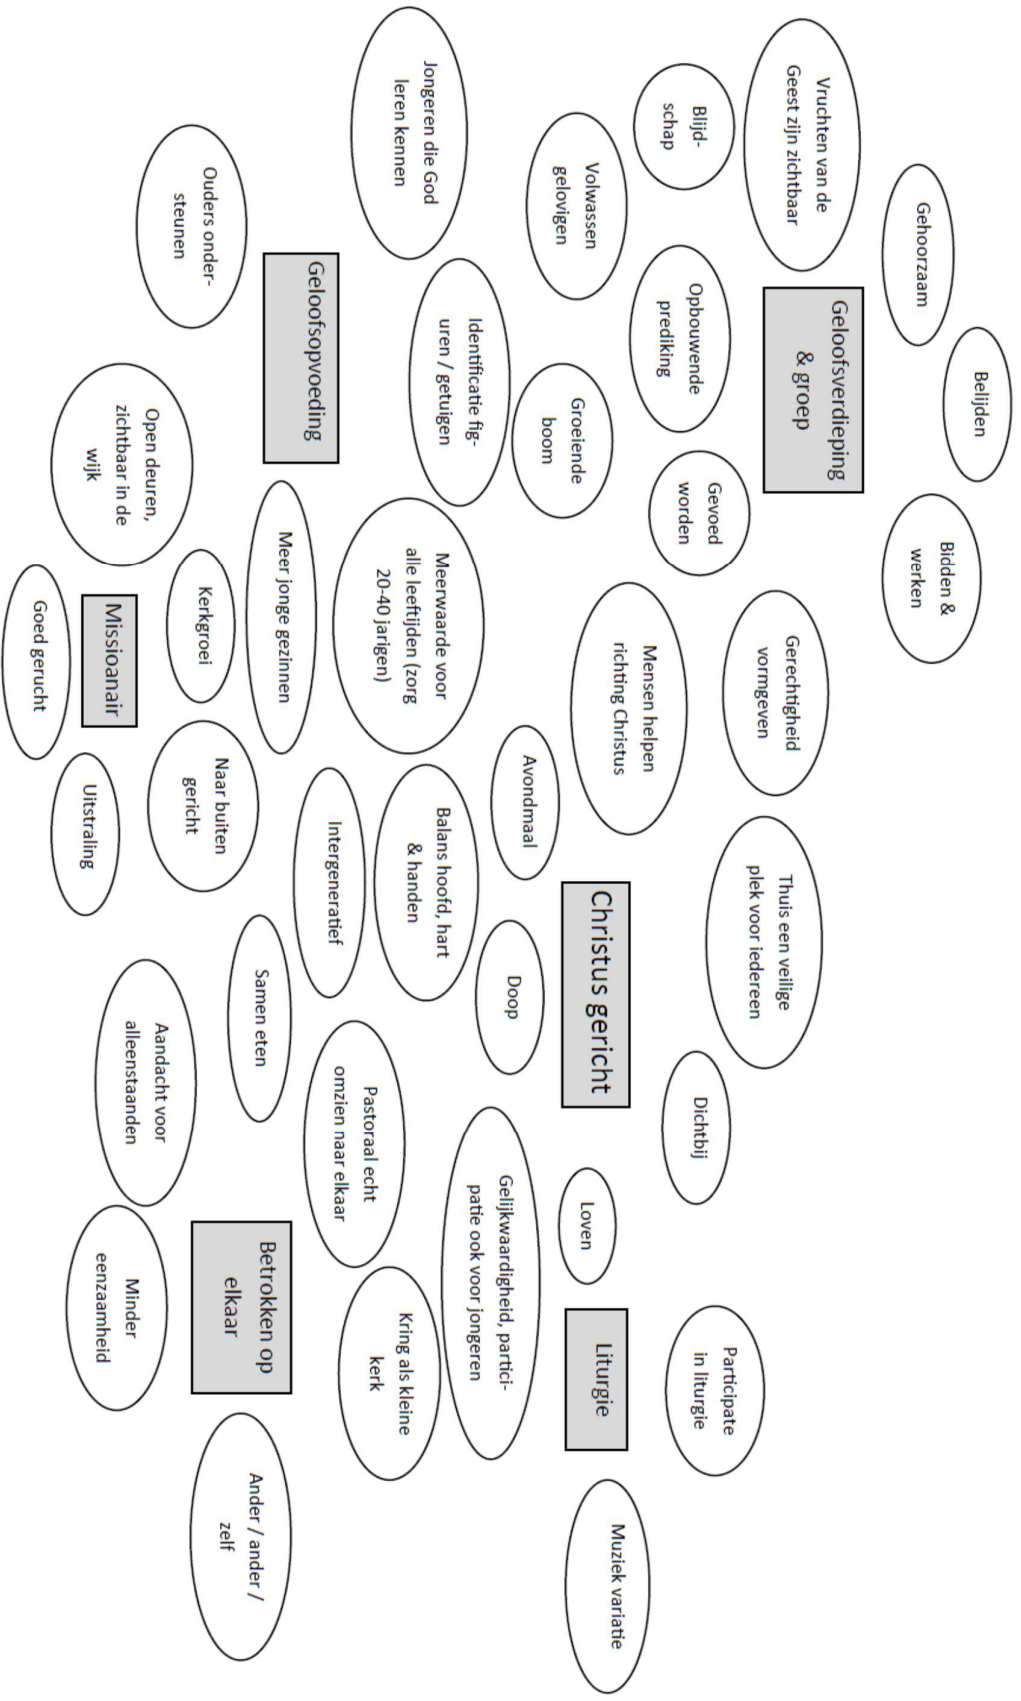 Belijden
Gehoorzaam
Bidden &
werken
Vruchten van de
Geest zijn zichtbaar
Geloofsverdieping
& groep
Gerechtigheid
vormgeven
Thuis een veilige
plek voor iedereen
Participate
in liturgie
Blijd-
schap
Opbouwende
prediking
Gevoed
worden
Dichtbij
Mensen helpen
richting Christus
Volwassen
gelovigen
Groeiende
boom
Christus gericht
Loven
Liturgie
Muziek variatie
Avondmaal
Doop
Gelijkwaardigheid, partici-
patie ook voor jongeren
Jongeren die God
leren kennen
Identificatie fig-
uren / getuigen
Meerwaarde voor
alle leeftijden (zorg
20-40 jarigen)
Balans hoofd, hart
& handen
Pastoraal echt
omzien naar elkaar
Kring als kleine
kerk
Geloofsopvoeding
Meer jonge gezinnen
Intergeneratief
Samen eten
Betrokken op
elkaar
Ander / ander /
zelf
Ouders onder-
steunen
Kerkgroei
Naar buiten
gericht
Aandacht voor
alleenstaanden
Minder
eenzaamheid
Open deuren,
zichtbaar in de
wijk
Missioanair
Uitstraling
Goed gerucht